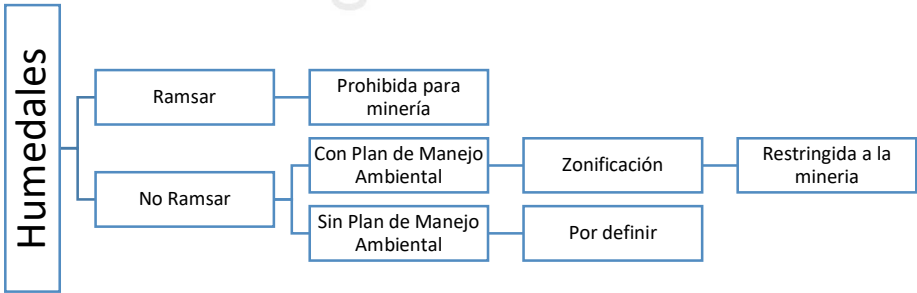 Humedales
Ramsar
Prohibida para
minería
No Ramsar
Con Plan de Manejo
Ambiental
Zonificación
Restringida a la
mineria
Sin Plan de Manejo
Ambiental
Por definir